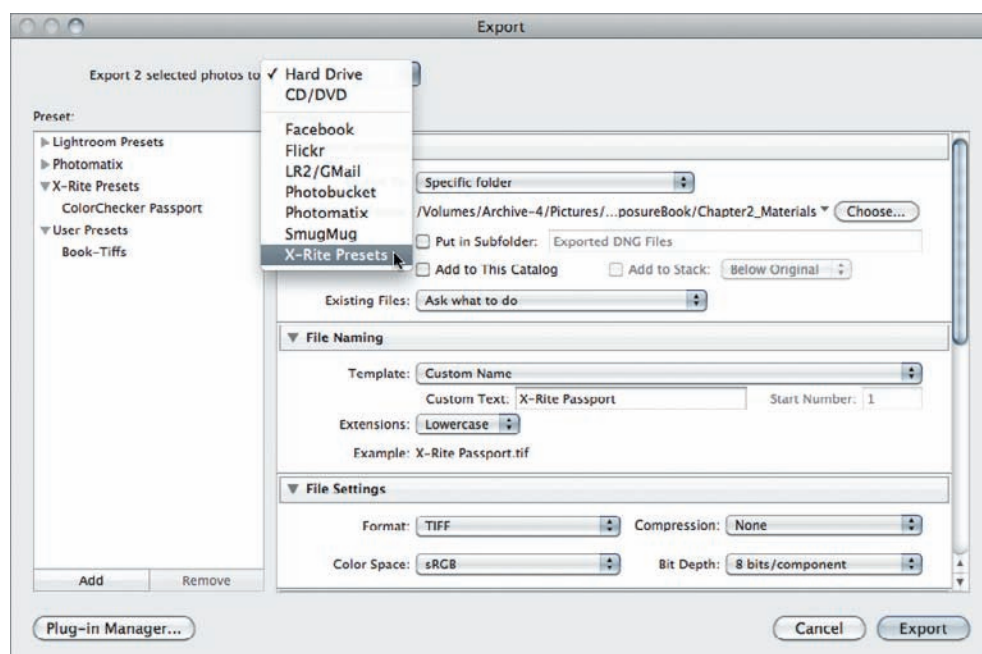 Export
Export 2 selected photos to
✓ Hard Drive
CD/DVD
Facebook
Flickr
LR2/GMail
Photobucket
Photomatix
SmugMug
X-Rite Presets
Preset:
Lightroom Presets
Photomatix
X-Rite Presets
ColorChecker Passport
User Presets
Book-Tiffs
Add Remove
Specific folder
/Volumes/Archive-4/Pictures/...posureBook/Chapter2_Materials Choose...
Put in Subfolder: Exported DNG Files
Add to This Catalog Add to Stack: Below Original
Existing Files: Ask what to do
File Naming
Template: Custom Name
Custom Text: X-Rite Passport Start Number: 1
Extensions: Lowercase
Example: X-Rite Passport.tif
File Settings
Format: TIFF Compression: None
Color Space: sRGB Bit Depth: 8 bits/component
Plug-in Manager... Cancel Export